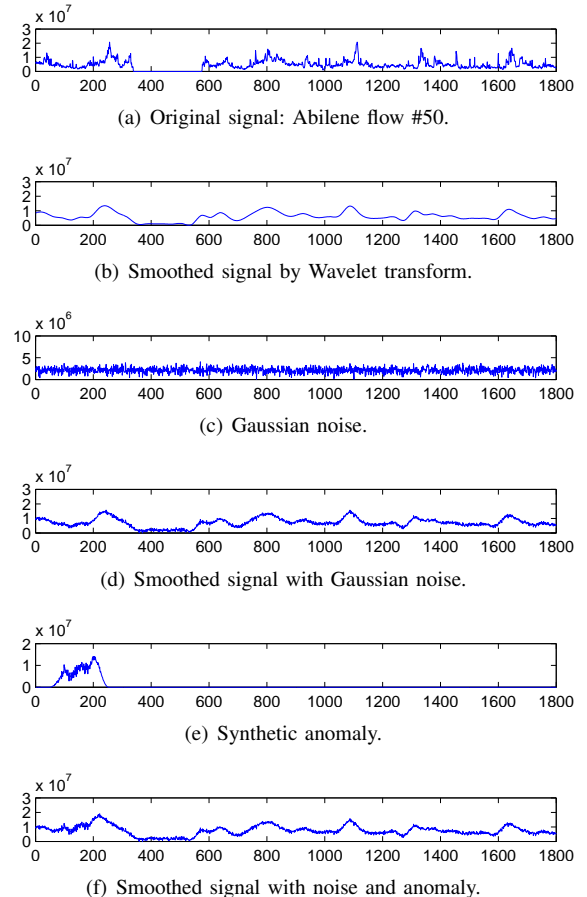 x 10^7
3
2
1
0
0 200 400 600 800 1000 1200 1400 1600 1800
(a) Original signal: Abilene flow #50.
x 10^7
3
2
1
0
0 200 400 600 800 1000 1200 1400 1600 1800
(b) Smoothed signal by Wavelet transform.
x 10^6
10
5
0
0 200 400 600 800 1000 1200 1400 1600 1800
(c) Gaussian noise.
x 10^7
3
2
1
0
0 200 400 600 800 1000 1200 1400 1600 1800
(d) Smoothed signal with Gaussian noise.
x 10^7
2
1
0
0 200 400 600 800 1000 1200 1400 1600 1800
(e) Synthetic anomaly.
x 10^7
3
2
1
0
0 200 400 600 800 1000 1200 1400 1600 1800
(f) Smoothed signal with noise and anomaly.